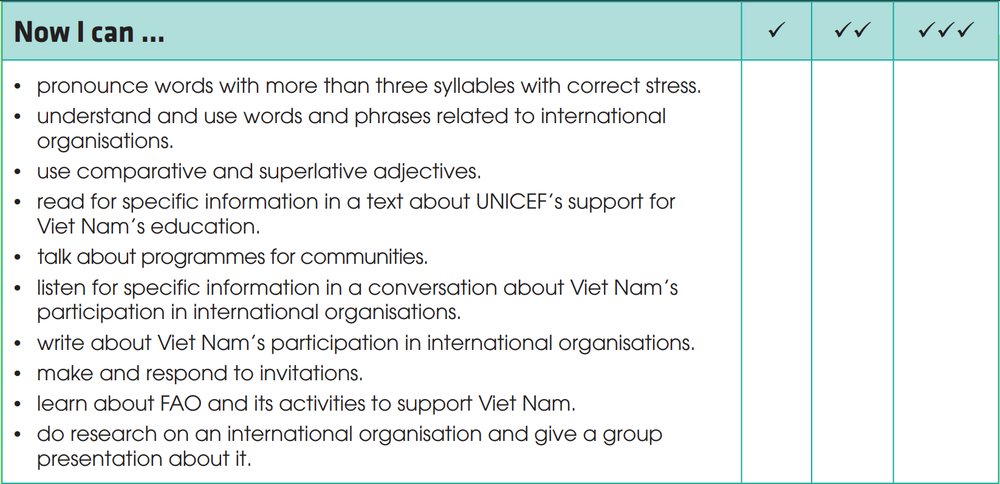 Now I can ... ✓ ✓✓ ✓✓✓
• pronounce words with more than three syllables with correct stress.
• understand and use words and phrases related to international
organisations.
• use comparative and superlative adjectives.
• read for specific information in a text about UNICEF’s support for
Viet Nam’s education.
• talk about programmes for communities.
• listen for specific information in a conversation about Viet Nam’s
participation in international organisations.
• write about Viet Nam’s participation in international organisations.
• make and respond to invitations.
• learn about FAO and its activities to support Viet Nam.
• do research on an international organisation and give a group
presentation about it.